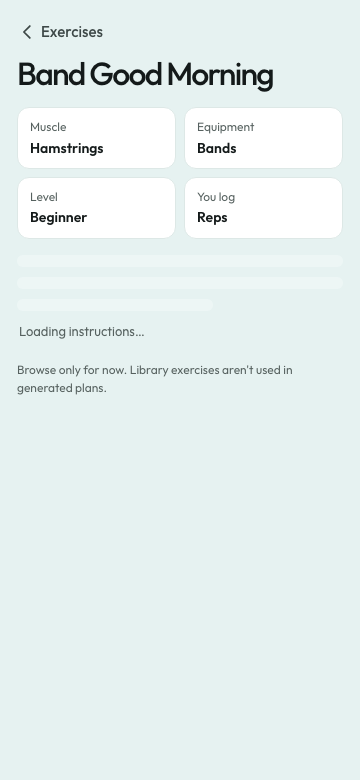 Exercises
Band Good Morning
Muscle
Hamstrings
Equipment
Bands
Level
Beginner
You log
Reps
Loading instructions…
Browse only for now. Library exercises aren't used in
generated plans.